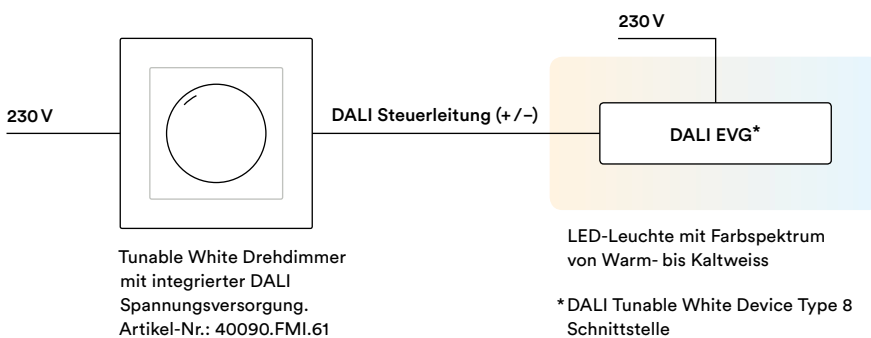 230 V
230 V
DALI Steuerleitung (+/–)
DALI EVG*
Tunable White Drehdimmer
mit integrierter DALI
Spannungsversorgung.
Artikel-Nr.: 40090.FMI.61
LED-Leuchte mit Farbspektrum
von Warm- bis Kaltweiss
*DALI Tunable White Device Type 8
Schnittstelle